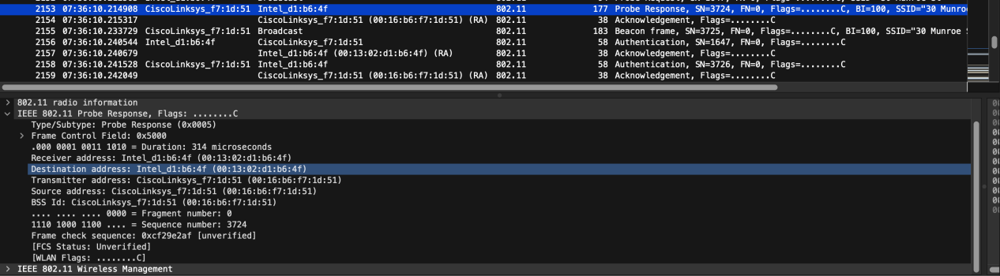 2153 07:36:10.214908 CiscoLinksys_f7:1d:51 Intel_d1:b6:4f 802.11 177 Probe Response, SN=3724, FN=0, Flags=........C, BI=100, SSID="30 Munroe
2154 07:36:10.215317 CiscoLinksys_f7:1d:51 (00:16:b6:f7:1d:51) (RA) 802.11 38 Acknowledgement, Flags=........C
2155 07:36:10.233729 CiscoLinksys_f7:1d:51 Broadcast 802.11 183 Beacon frame, SN=3725, FN=0, Flags=........C, BI=100, SSID="30 Munroe
2156 07:36:10.240544 Intel_d1:b6:4f CiscoLinksys_f7:1d:51 802.11 58 Authentication, SN=1647, FN=0, Flags=........C
2157 07:36:10.240679 Intel_d1:b6:4f (00:13:02:d1:b6:4f) (RA) 802.11 38 Acknowledgement, Flags=........C
2158 07:36:10.241528 CiscoLinksys_f7:1d:51 Intel_d1:b6:4f 802.11 58 Authentication, SN=3726, FN=0, Flags=........C
2159 07:36:10.242049 CiscoLinksys_f7:1d:51 (00:16:b6:f7:1d:51) (RA) 802.11 38 Acknowledgement, Flags=........C
802.11 radio information
IEEE 802.11 Probe Response, Flags: ........C
Type/Subtype: Probe Response (0x0005)
Frame Control Field: 0x5000
.000 0001 0011 1010 = Duration: 314 microseconds
Receiver address: Intel_d1:b6:4f (00:13:02:d1:b6:4f)
Destination address: Intel_d1:b6:4f (00:13:02:d1:b6:4f)
Transmitter address: CiscoLinksys_f7:1d:51 (00:16:b6:f7:1d:51)
Source address: CiscoLinksys_f7:1d:51 (00:16:b6:f7:1d:51)
BSS Id: CiscoLinksys_f7:1d:51 (00:16:b6:f7:1d:51)
.... .... .... 0000 = Fragment number: 0
1110 1000 1100 .... = Sequence number: 3724
Frame check sequence: 0xcf29e2af [unverified]
[FCS Status: Unverified]
[WLAN Flags: ........C]
IEEE 802.11 Wireless Management